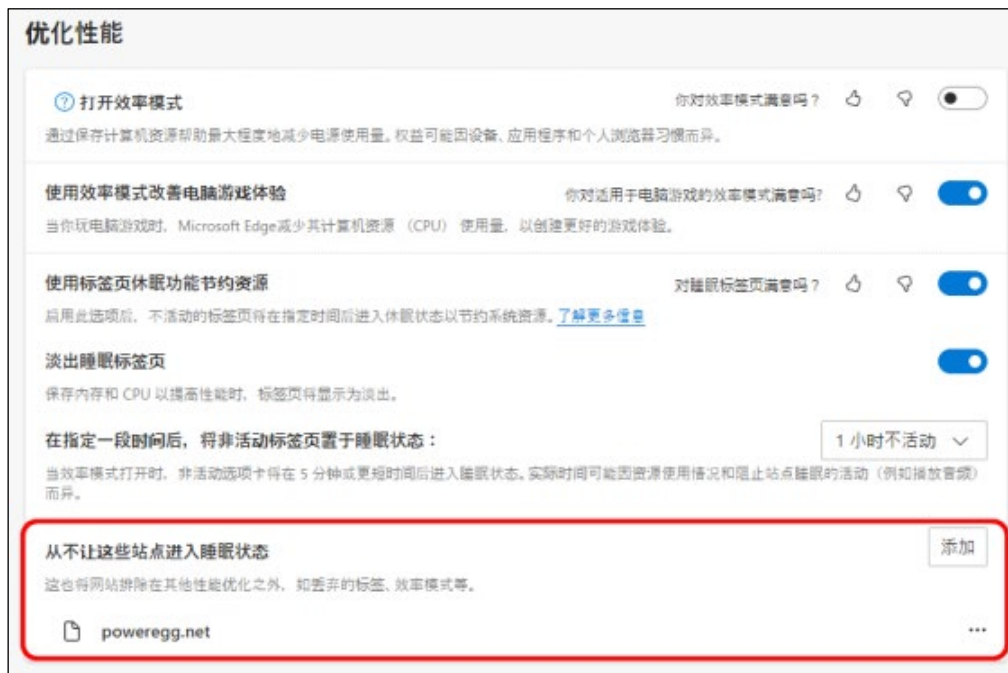 优化性能
打开效率模式 你对效率模式满意吗?
通过保存计算机资源帮助最大程度地减少电源使用量。权益可能因设备、应用程序和个人浏览器习惯而异。
使用效率模式改善电脑游戏体验 你对适用于电脑游戏的效率模式满意吗?
当你玩电脑游戏时，Microsoft Edge减少其计算机资源 （CPU） 使用量，以创建更好的游戏体验。
使用标签页休眠功能节约资源 对睡眠标签页满意吗?
启用此选项后，不活动的标签页将在指定时间后进入休眠状态以节约系统资源。了解更多信息
淡出睡眠标签页
保存内存和 CPU 以提高性能时，标签页将显示为淡出。
在指定一段时间后，将非活动标签页置于睡眠状态： 1 小时不活动
当效率模式打开时，非活动选项卡将在 5 分钟或更短时间后进入睡眠状态。实际时间可能因资源使用情况和阻止站点睡眠的活动（例如播放音频）
而异。
从不让这些站点进入睡眠状态 添加
这也将网站排除在其他性能优化之外，如丢弃的标签、效率模式等。
poweregg.net